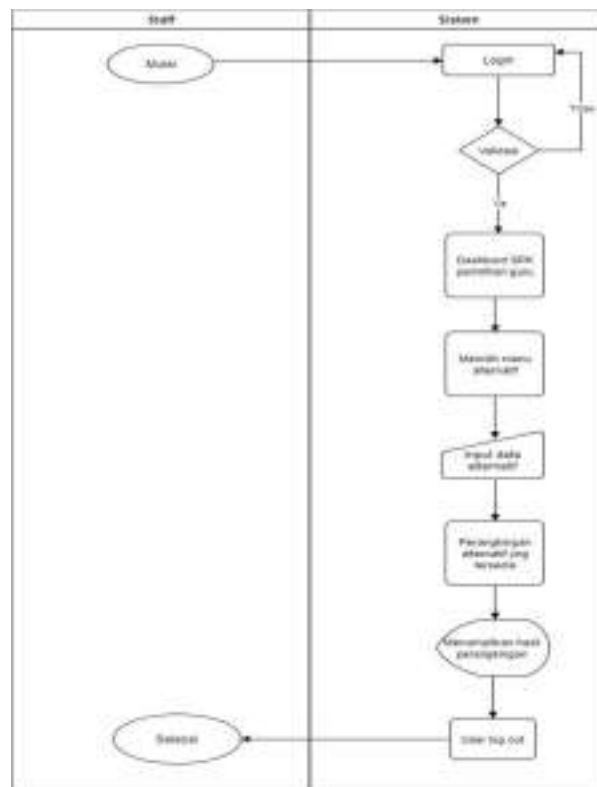 Staff
Sistem
Mulai
Login
Tidak
Validasi
Ya
Dashboard SPK
pemilihan guru
Memilih menu
alternatif
Input data
alternatif
Perangkingan
alternatif yng
tersedia
Menampilkan hasil
perangkingan
User log out
Selesai